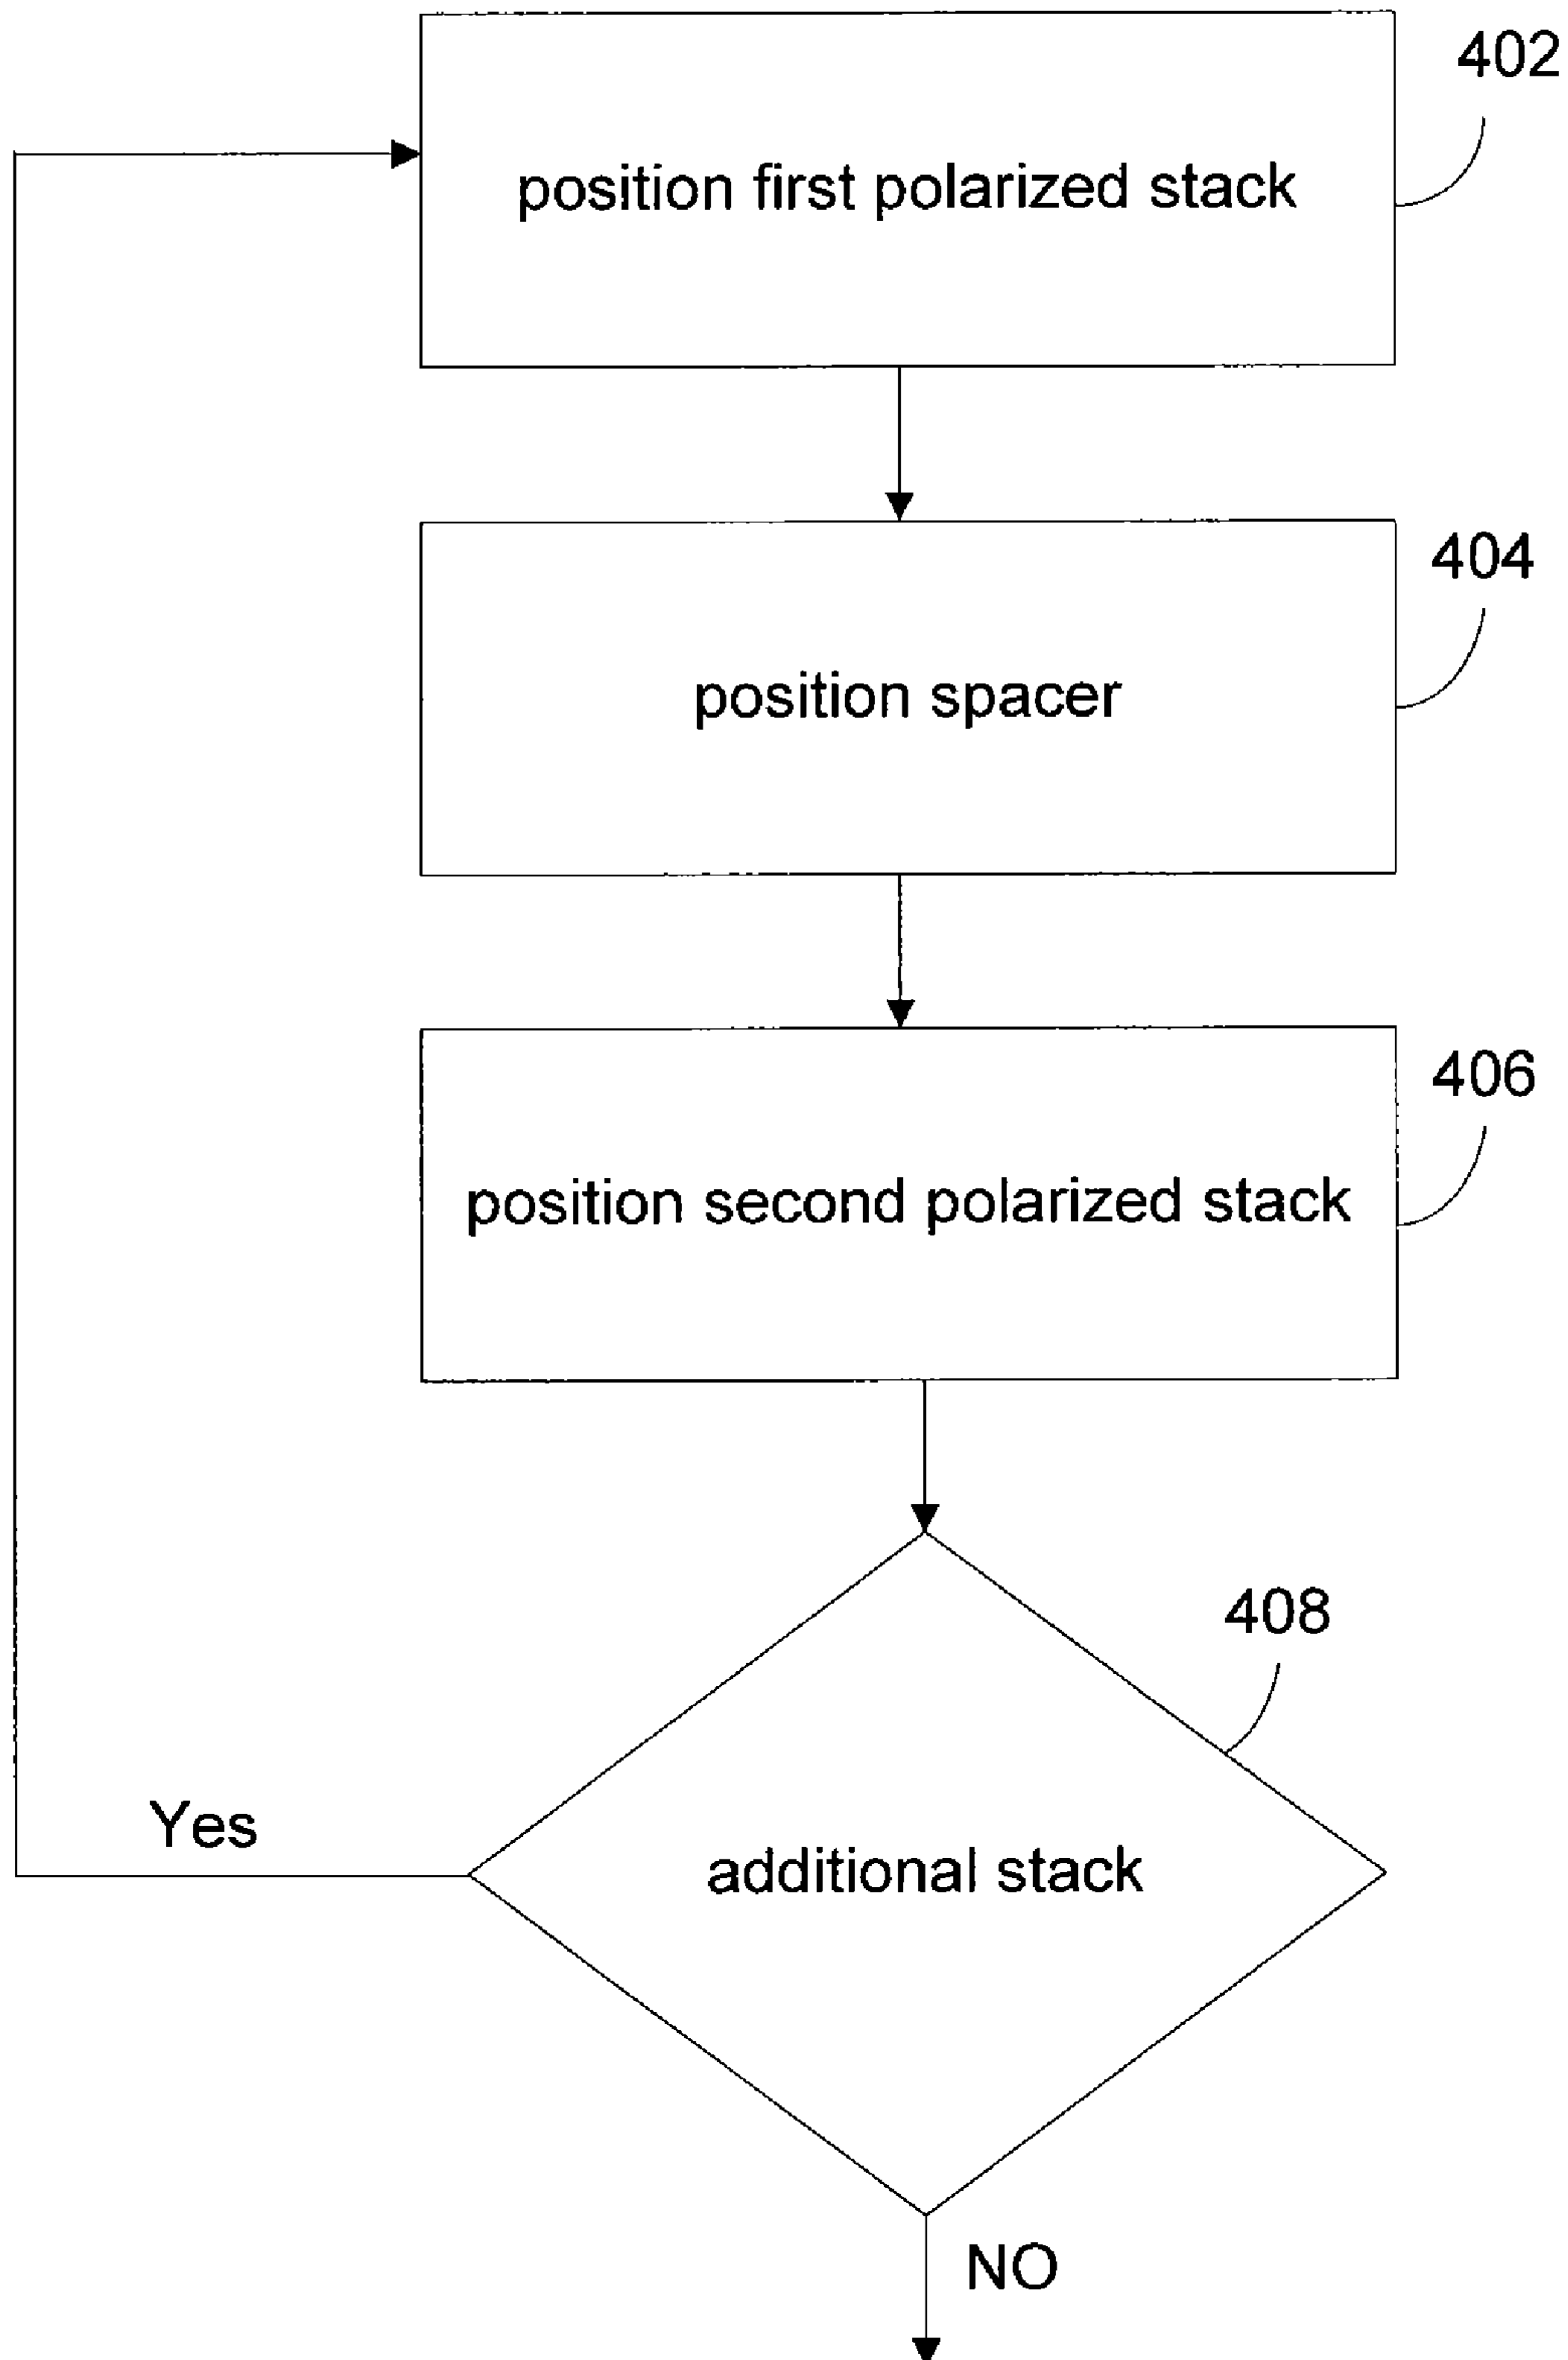 402
position first polarized stack
404
position spacer
406
position second polarized stack
408
Yes
additional stack
NO